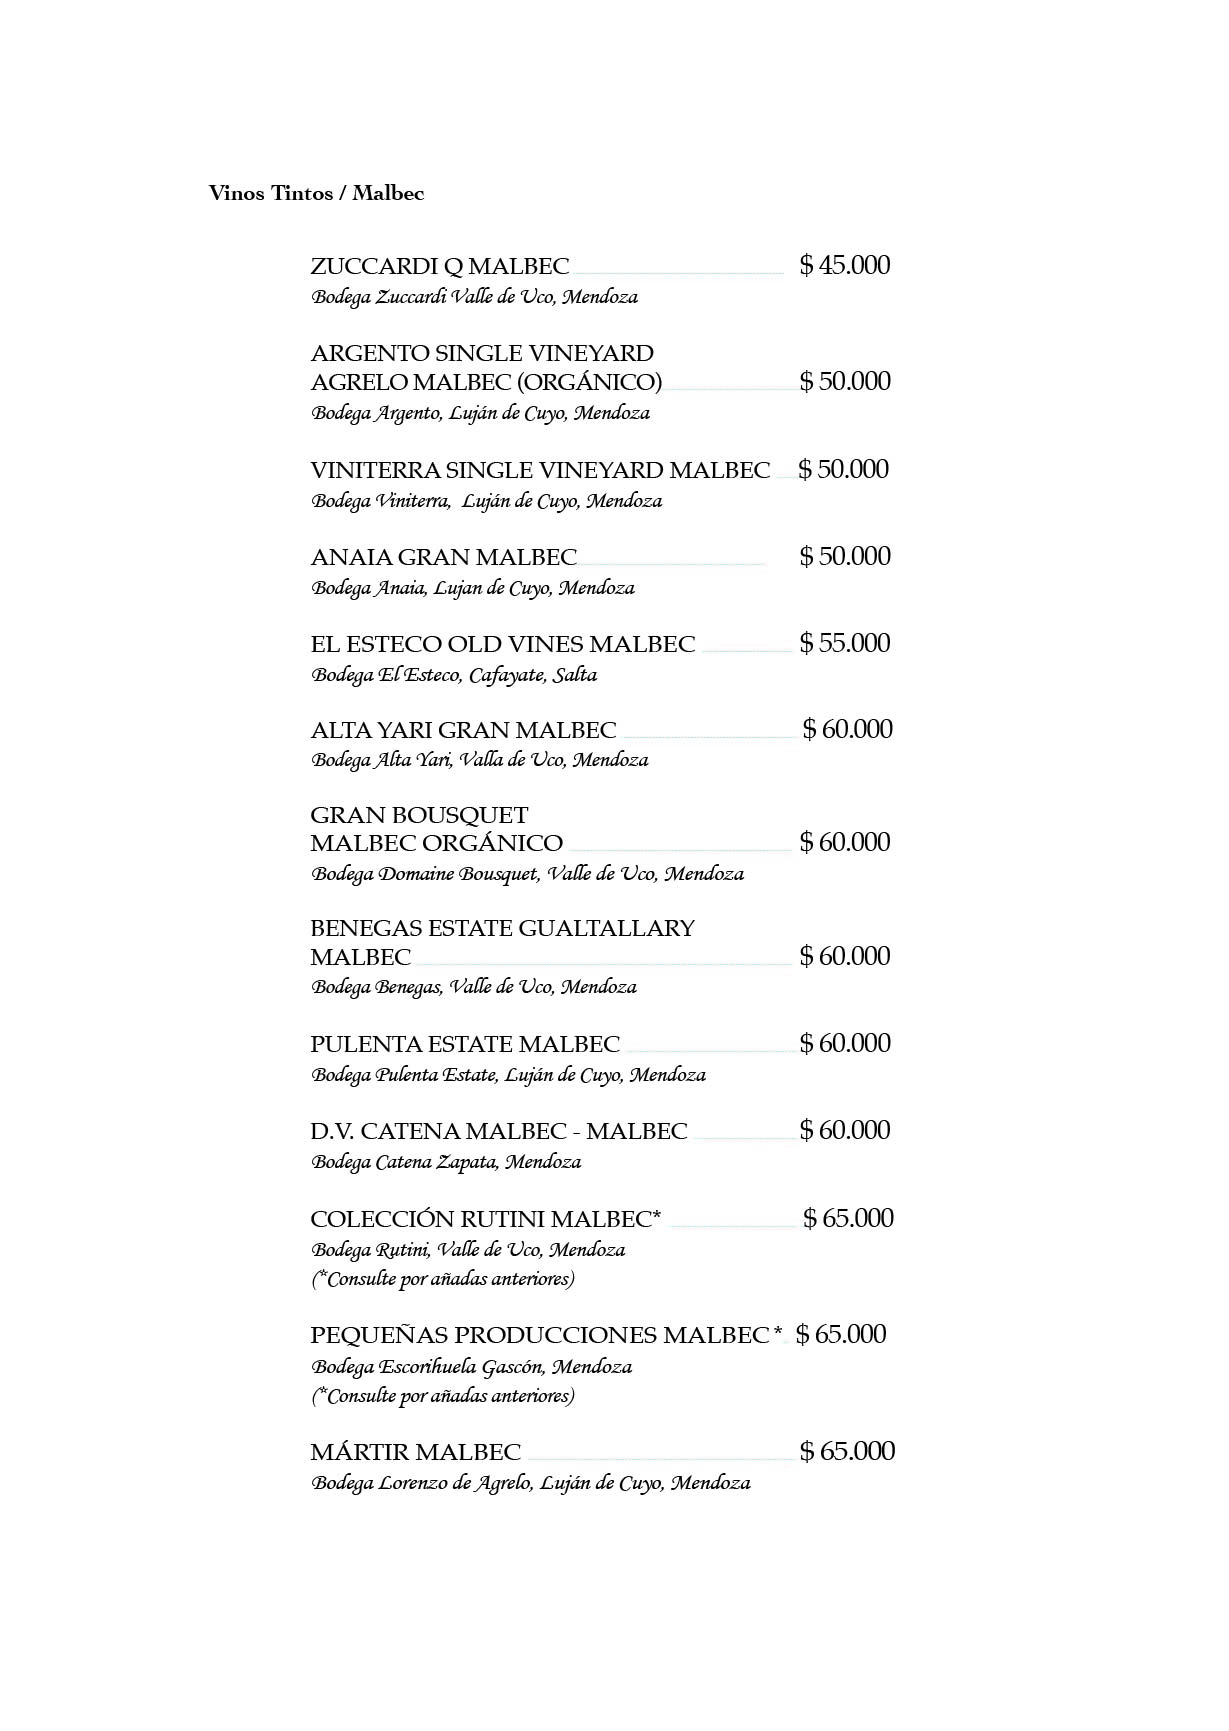 Vinos Tintos / Malbec
ZUCCARDI Q MALBEC $ 45.000
Bodega Zuccardi Valle de Uco, Mendoza
ARGENTO SINGLE VINEYARD
AGRELO MALBEC (ORGÁNICO) $ 50.000
Bodega Argento, Luján de Cuyo, Mendoza
VINITERRA SINGLE VINEYARD MALBEC $ 50.000
Bodega Viniterra, Luján de Cuyo, Mendoza
ANAIA GRAN MALBEC $ 50.000
Bodega Anaia, Lujan de Cuyo, Mendoza
EL ESTECO OLD VINES MALBEC $ 55.000
Bodega El Esteco, Cafayate, Salta
ALTA YARI GRAN MALBEC $ 60.000
Bodega Alta Yari, Valla de Uco, Mendoza
GRAN BOUSQUET
MALBEC ORGÁNICO $ 60.000
Bodega Domaine Bousquet, Valle de Uco, Mendoza
BENEGAS ESTATE GUALTALLARY
MALBEC $ 60.000
Bodega Benegas, Valle de Uco, Mendoza
PULENTA ESTATE MALBEC $ 60.000
Bodega Pulenta Estate, Luján de Cuyo, Mendoza
D.V. CATENA MALBEC - MALBEC $ 60.000
Bodega Catena Zapata, Mendoza
COLECCIÓN RUTINI MALBEC* $ 65.000
Bodega Rutini, Valle de Uco, Mendoza
(*Consulte por añadas anteriores)
PEQUEÑAS PRODUCCIONES MALBEC * $ 65.000
Bodega Escorihuela Gascón, Mendoza
(*Consulte por añadas anteriores)
MÁRTIR MALBEC $ 65.000
Bodega Lorenzo de Agrelo, Luján de Cuyo, Mendoza